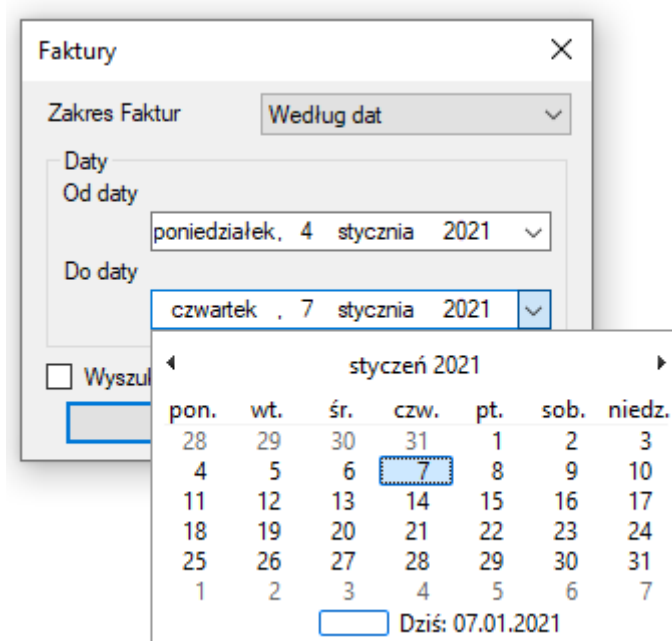 Faktury
Zakres Faktur Według dat
Daty
Od daty
poniedziałek, 4 stycznia 2021
Do daty
czwartek , 7 stycznia 2021
styczeń 2021
pon. wt. śr. czw. pt. sob. niedz.
28 29 30 31 1 2 3
4 5 6 7 8 9 10
11 12 13 14 15 16 17
18 19 20 21 22 23 24
25 26 27 28 29 30 31
1 2 3 4 5 6 7
Dziś: 07.01.2021